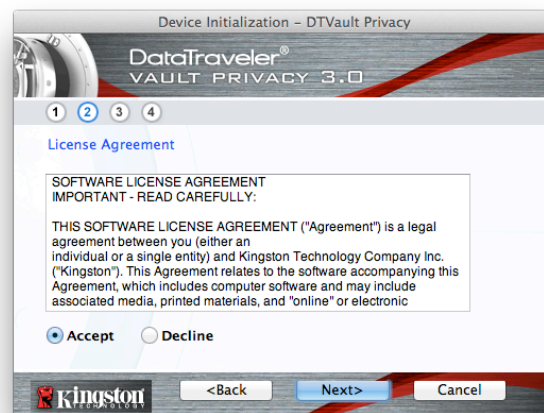 Device Initialization – DTVault Privacy
DataTraveler®
VAULT PRIVACY 3.0
1 2 3 4
License Agreement
SOFTWARE LICENSE AGREEMENT
IMPORTANT - READ CAREFULLY:
THIS SOFTWARE LICENSE AGREEMENT ("Agreement") is a legal
agreement between you (either an
individual or a single entity) and Kingston Technology Company Inc.
("Kingston"). This Agreement relates to the software accompanying this
Agreement, which includes computer software and may include
associated media, printed materials, and "online" or electronic
Accept Decline
Kingston
TECHNOLOGY
<Back Next> Cancel